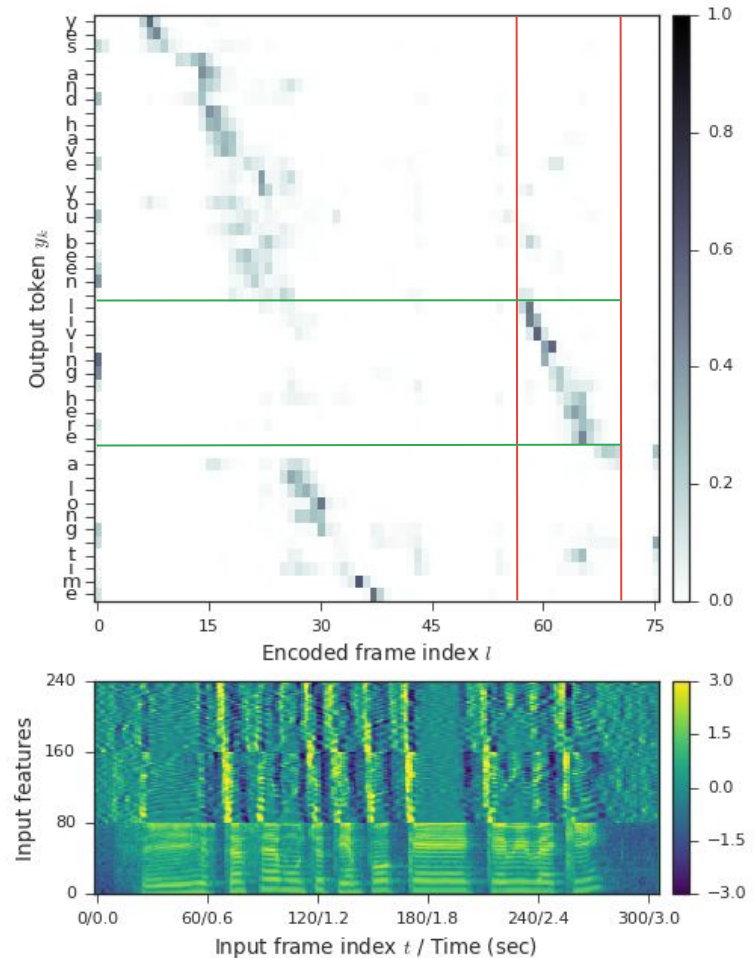 1.0
0.8
0.6
0.4
0.2
0.0
Output token y_k
y
e
s
a
n
d
h
a
v
e
y
o
u
b
e
e
n
l
i
v
i
n
g
h
e
r
e
a
l
o
n
g
t
i
m
e
0 15 30 45 60 75
Encoded frame index l
Input features
240
160
80
0
3.0
1.5
0.0
−1.5
−3.0
0/0.0 60/0.6 120/1.2 180/1.8 240/2.4 300/3.0
Input frame index t / Time (sec)